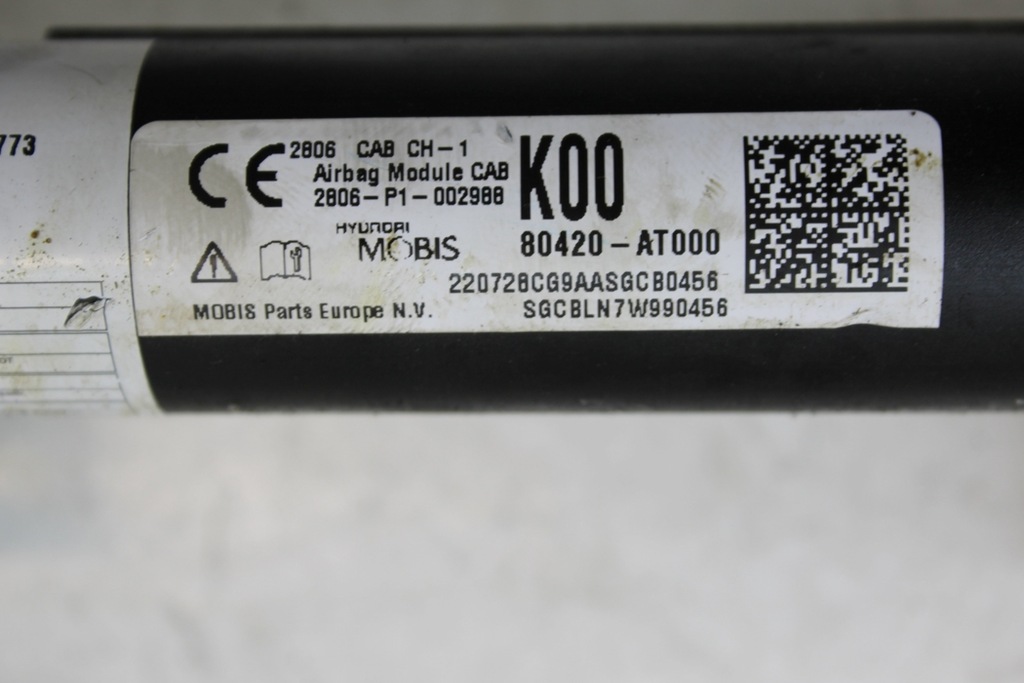 773
CE 2806 CAB CH-1
Airbag Module CAB
2806-P1-002988
K00
HYUNDAI
MOBIS
80420-AT000
220728CG9AASGCB0456
MOBIS Parts Europe N.V.
SGCBLN7W990456